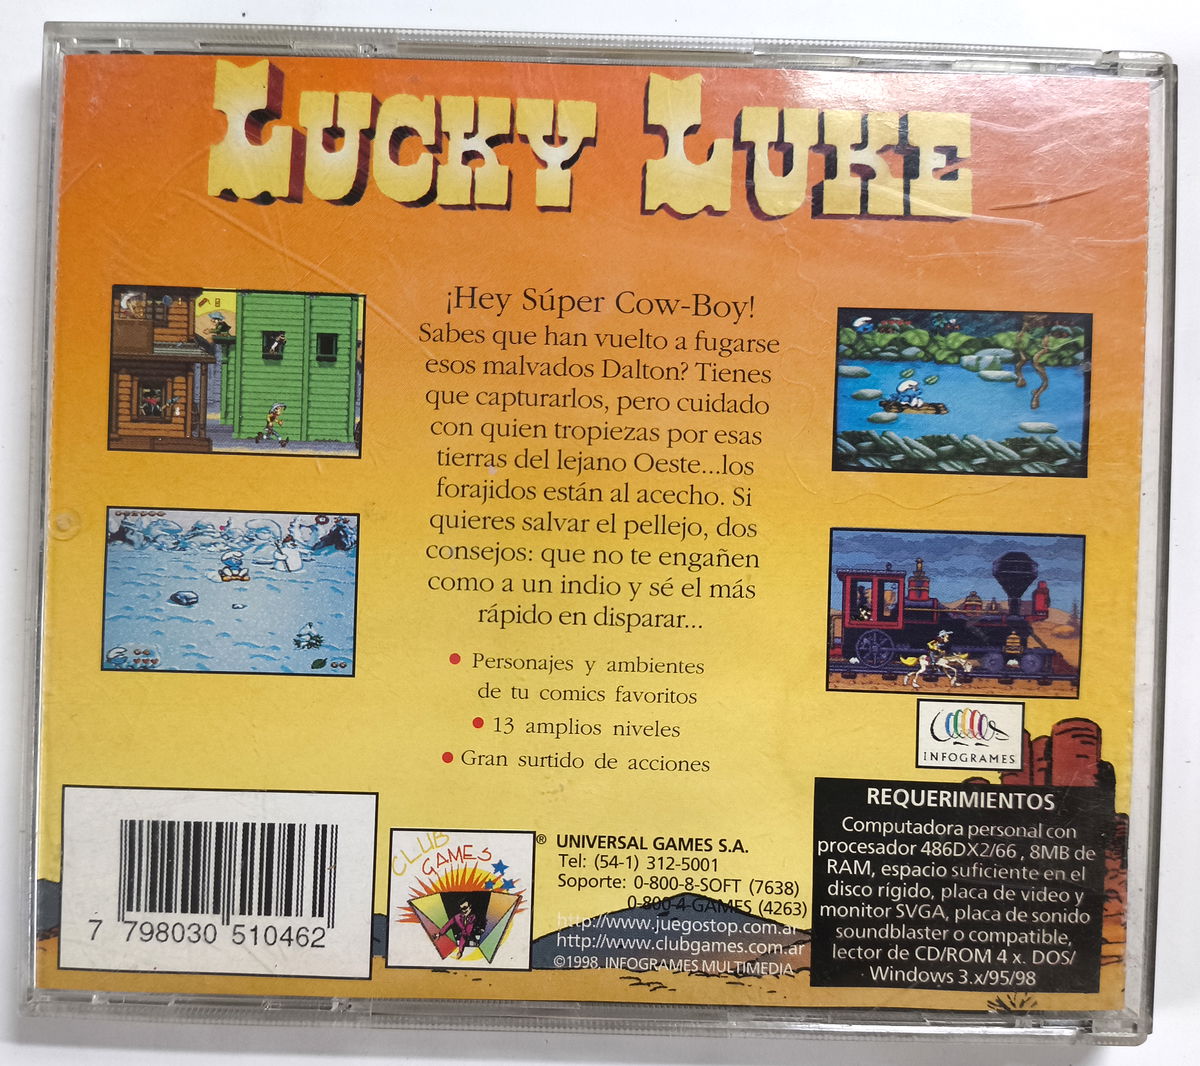 LUCKY LUKE
¡Hey Súper Cow-Boy!
Sabes que han vuelto a fugarse
esos malvados Dalton? Tienes
que capturarlos, pero cuidado
con quien tropiezas por esas
tierras del lejano Oeste...los
forajidos están al acecho. Si
quieres salvar el pellejo, dos
consejos: que no te engañen
como a un indio y sé el más
rápido en disparar...
• Personajes y ambientes
de tu comics favoritos
• 13 amplios niveles
• Gran surtido de acciones
INFOGRAMES
7 798030 510462
CLUB
GAMES
®
UNIVERSAL GAMES S.A.
Tel: (54-1) 312-5001
Soporte: 0-800-8-SOFT (7638)
0-800-4-GAMES (4263)
http://www.juegostop.com.ar
http://www.clubgames.com.ar
©1998, INFOGRAMES MULTIMEDIA
REQUERIMIENTOS
Computadora personal con
procesador 486DX2/66 , 8MB de
RAM, espacio suficiente en el
disco rígido, placa de video y
monitor SVGA, placa de sonido
soundblaster o compatible,
lector de CD/ROM 4 x. DOS/
Windows 3.x/95/98